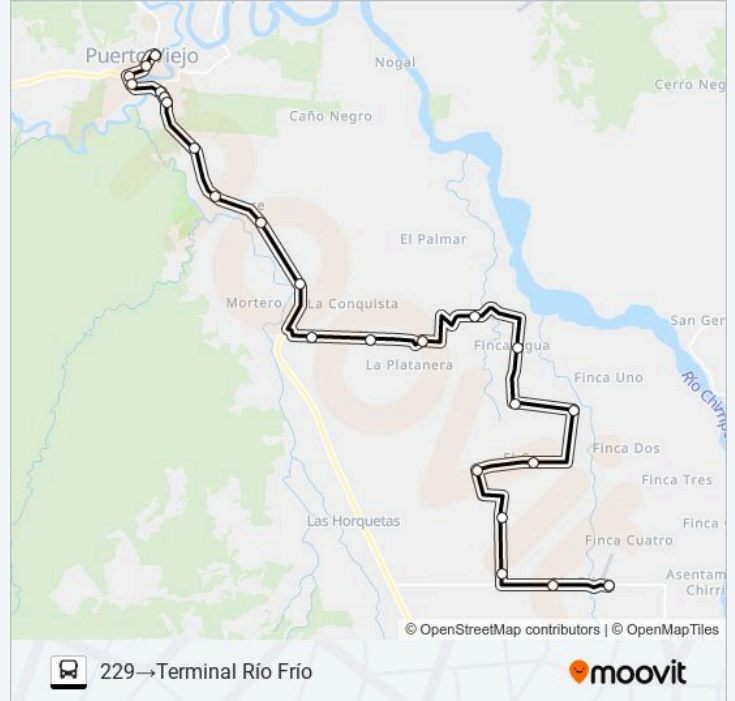 Puerto Viejo
Nogal
Cerro Neg
Caño Negro
re
El Palmar
Mortero
La Conquista
San Ger
Finca Agua
La Platanera
Finca Uno
Río Chirrip
Finca Dos
Finca Tres
Las Horquetas
Finca
Finca Cuatro
Asentam
Chirri
© OpenStreetMap contributors | © OpenMapTiles
229→Terminal Río Frío
moovit